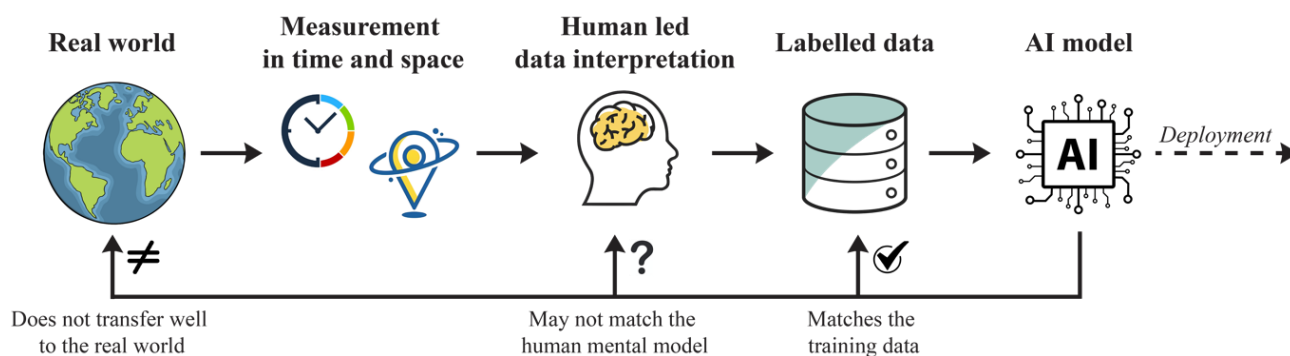 Real world
Measurement
in time and space
Human led
data interpretation
Labelled data
AI model
AI
Deployment
≠
?
Does not transfer well
to the real world
May not match the
human mental model
Matches the
training data